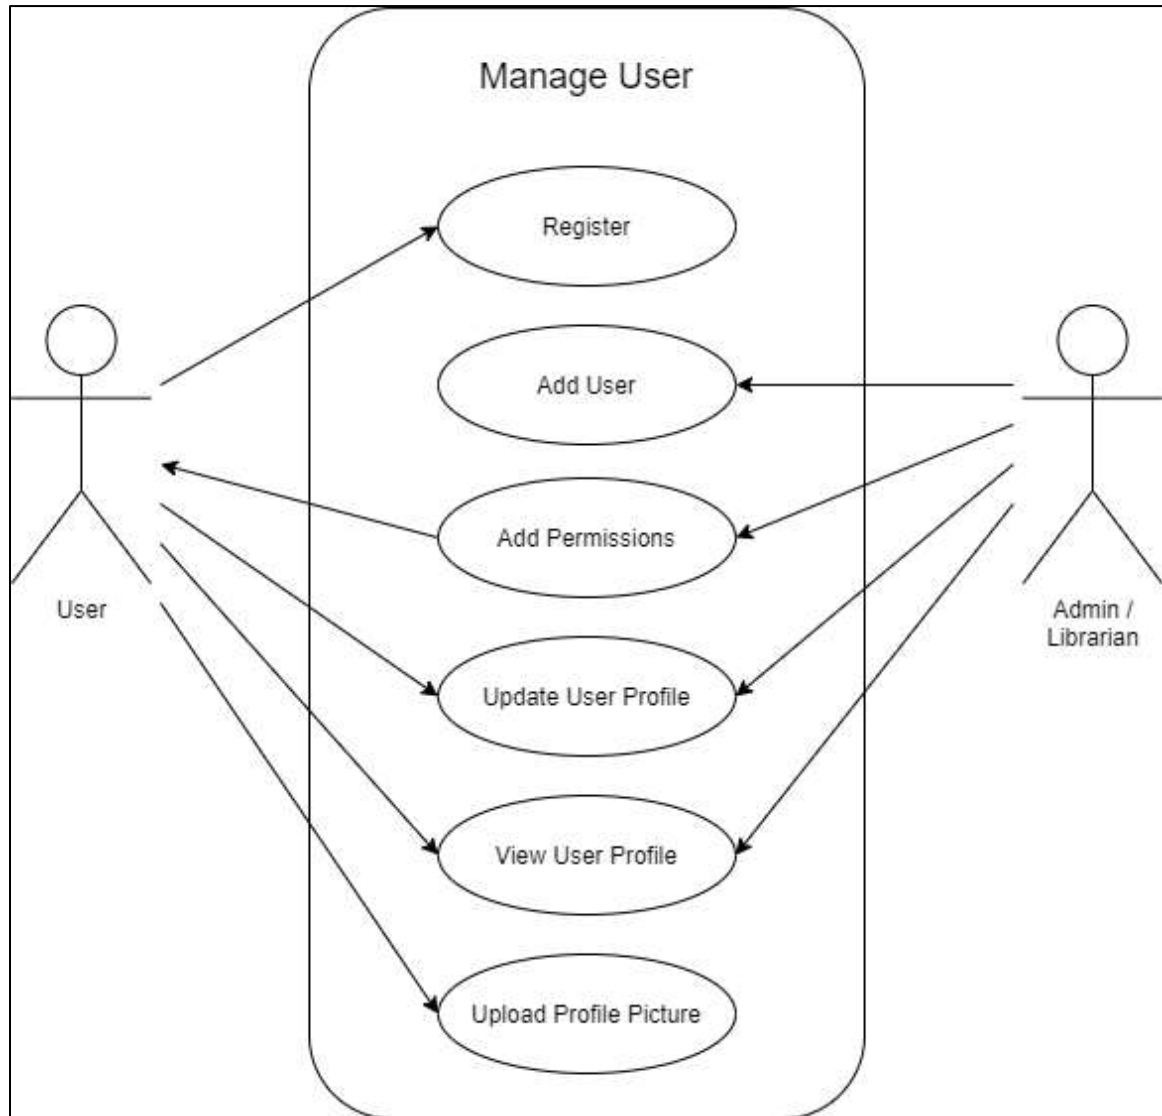 Manage User
Register
Add User
Add Permissions
User
Admin /
Librarian
Update User Profile
View User Profile
Upload Profile Picture